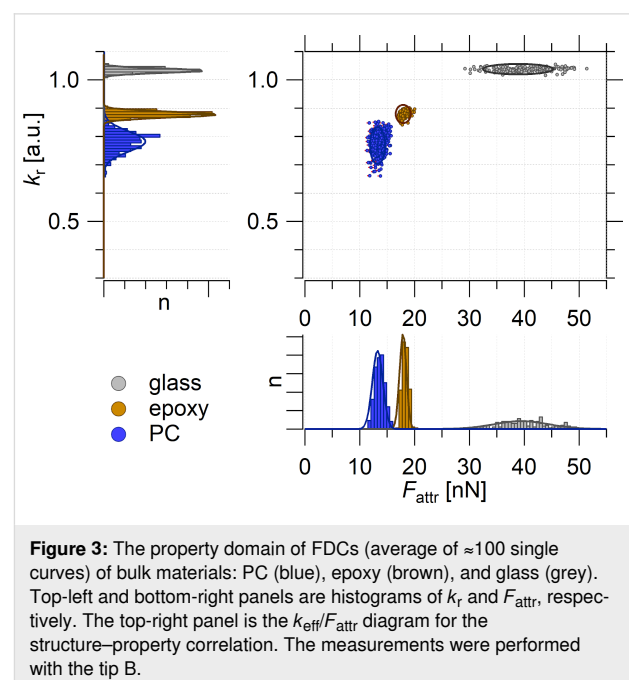 1.0
0.5
k_r [a.u.]
n
0 10 20 30 40 50
n
glass
epoxy
PC
0 10 20 30 40 50
F_attr [nN]
Figure 3: The property domain of FDCs (average of ≈100 single
curves) of bulk materials: PC (blue), epoxy (brown), and glass (grey).
Top-left and bottom-right panels are histograms of k_r and F_attr, respec-
tively. The top-right panel is the k_eff/F_attr diagram for the
structure–property correlation. The measurements were performed
with the tip B.
1.0
0.5